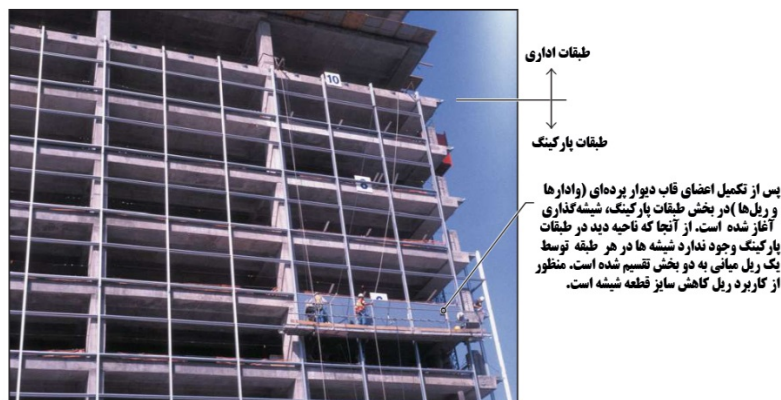 طبقات اداری
10
طبقات پارکینگ
پس از تکمیل اعضای قاب دیوار پرده‌ای (وادارها
و ریل‌ها )در بخش طبقات پارکینگ، شیشه‌گذاری
آغاز شده است. از آنجا که ناحیه دید در طبقات
پارکینگ وجود ندارد شیشه ها در هر طبقه توسط
یک ریل میانی به دو بخش تقسیم شده است. منظور
از کاربرد ریل کاهش سایز قطعه شیشه است.